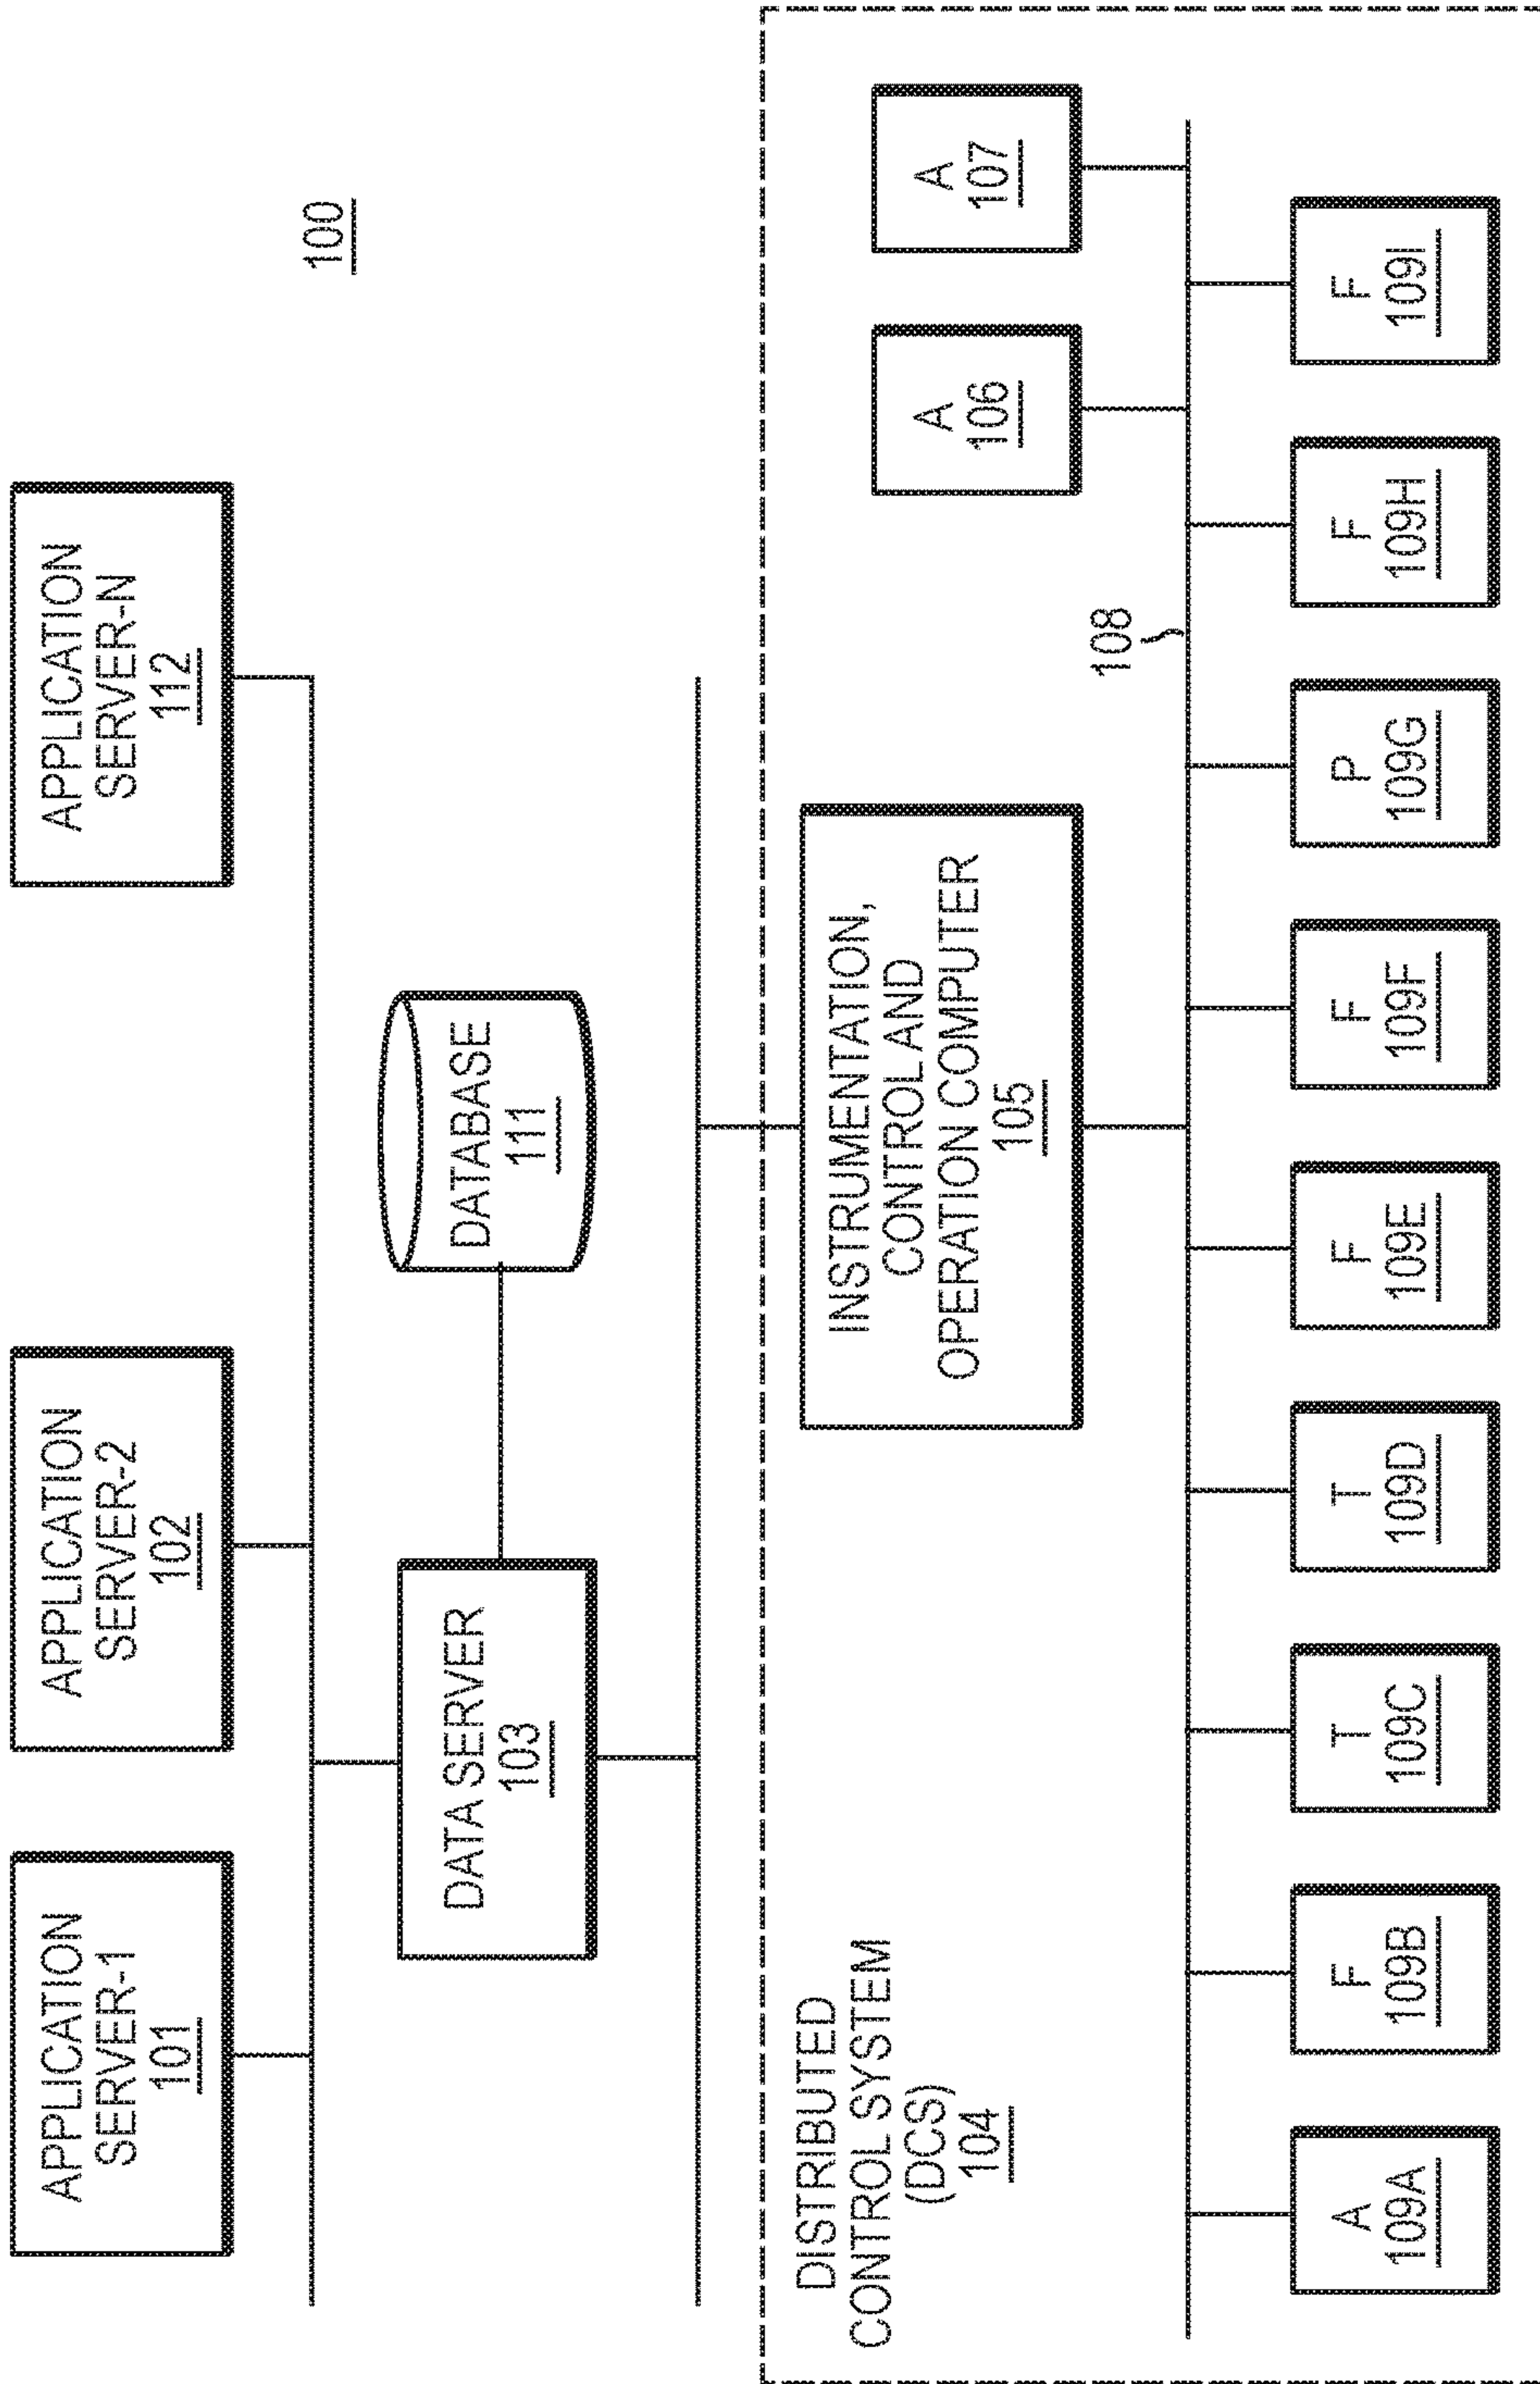 APPLICATION
SERVER-1
101
APPLICATION
SERVER-2
102
APPLICATION
SERVER-N
112
100
DATA SERVER
103
DATABASE
111
DISTRIBUTED
CONTROL SYSTEM
(DCS)
104
INSTRUMENTATION,
CONTROL AND
OPERATION COMPUTER
105
A
106
A
107
108
A
109A
F
109B
T
109C
T
109D
F
109E
F
109F
P
109G
F
109H
F
109I